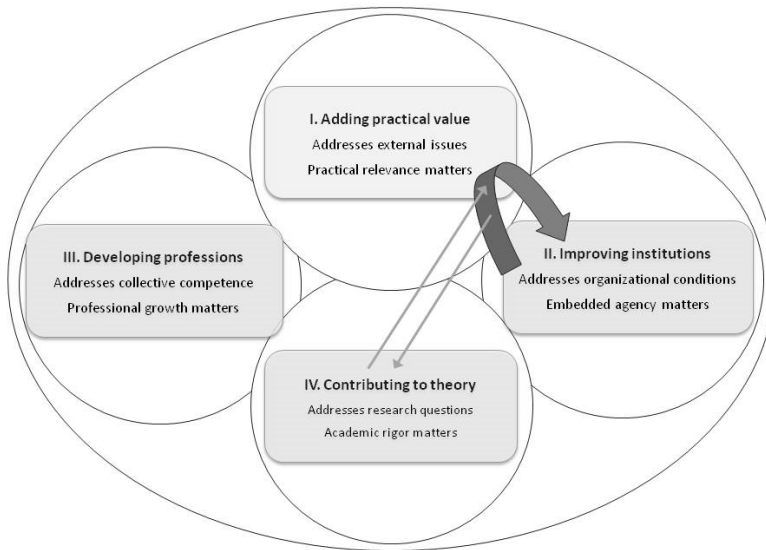 I. Adding practical value
Addresses external issues
Practical relevance matters
III. Developing professions
Addresses collective competence
Professional growth matters
II. Improving institutions
Addresses organizational conditions
Embedded agency matters
IV. Contributing to theory
Addresses research questions
Academic rigor matters